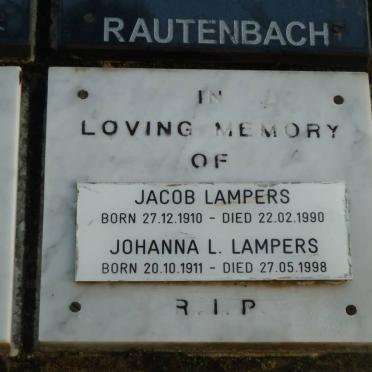 RAUTENBACH
IN
LOVING MEMORY
OF
JACOB LAMPERS
BORN 27.12.1910 - DIED 22.02.1990
JOHANNA L. LAMPERS
BORN 20.10.1911 - DIED 27.05.1998
R.I.P